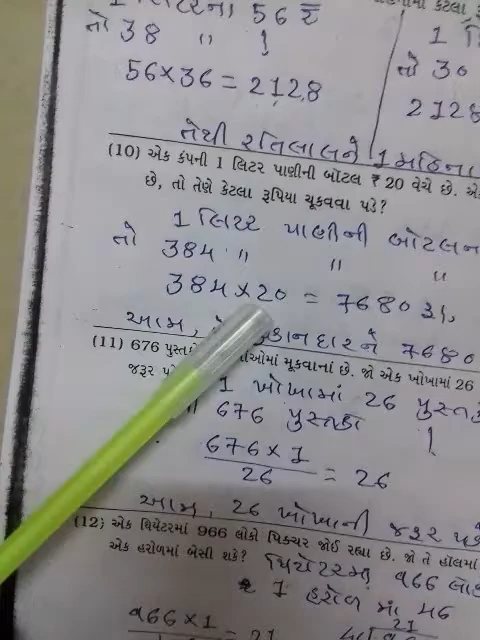 1 લિટરના 56 રૂ
તો 38 " ?
56×36 = 2128
1
તો 30
2128
તેથી રતિલાલને 1 મહિના
(10) એક કંપની 1 લિટર પાણીની બૉટલ ₹ 20 વેચે છે.
છે, તો તેણે કેટલા રૂપિયા ચૂકવવા પડે?
1 લિટર પાણીની બોટલન
તો 384 " " "
384×20 = 7680 રૂ.
આમ, દુકાનદારને 7680
(11) 676 માં મૂકવાનાં છે. જો એક ખોખામાં 26
જરૂર
1 ખોખામાં 26 પુસ્ત
" 676 પુસ્તકો ?
676×1
26 = 26
આમ, 26 ખોખાની જરૂર પડે
(12) એક થિયેટરમાં 966 લોકો પિક્ચર જોઈ રહ્યા છે. જો તે હૉલમાં
એક હરોળમાં બેસી શકે?
થિયેટરમાં 966 લો
1 હરોળ માં 46
21
966×1
= 21